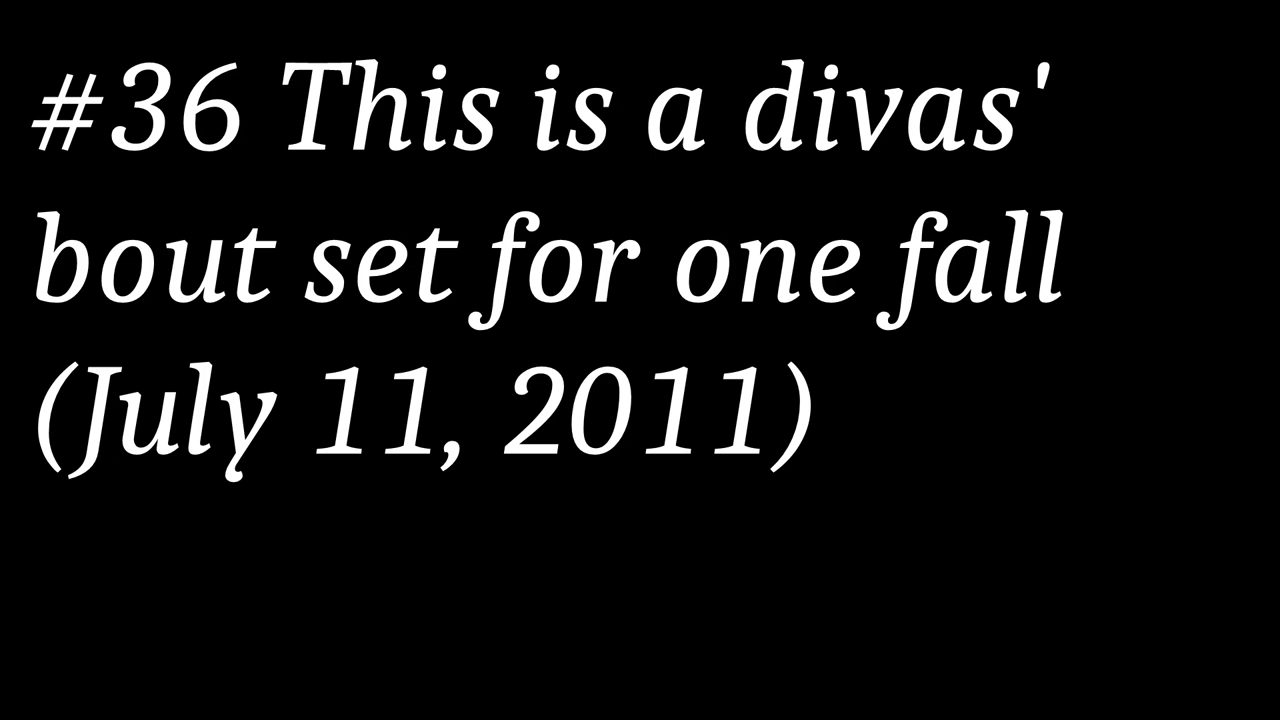 #36 This is a divas'
bout set for one fall
(July 11, 2011)